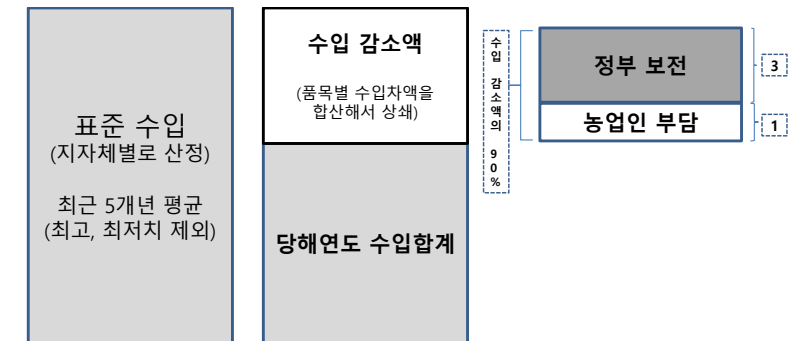 표준 수입
(지자체별로 산정)
최근 5개년 평균
(최고, 최저치 제외)
수입 감소액
(품목별 수입차액을
합산해서 상쇄)
당해연도 수입합계
수입 감소액의 90%
정부 보전
농업인 부담
3
1